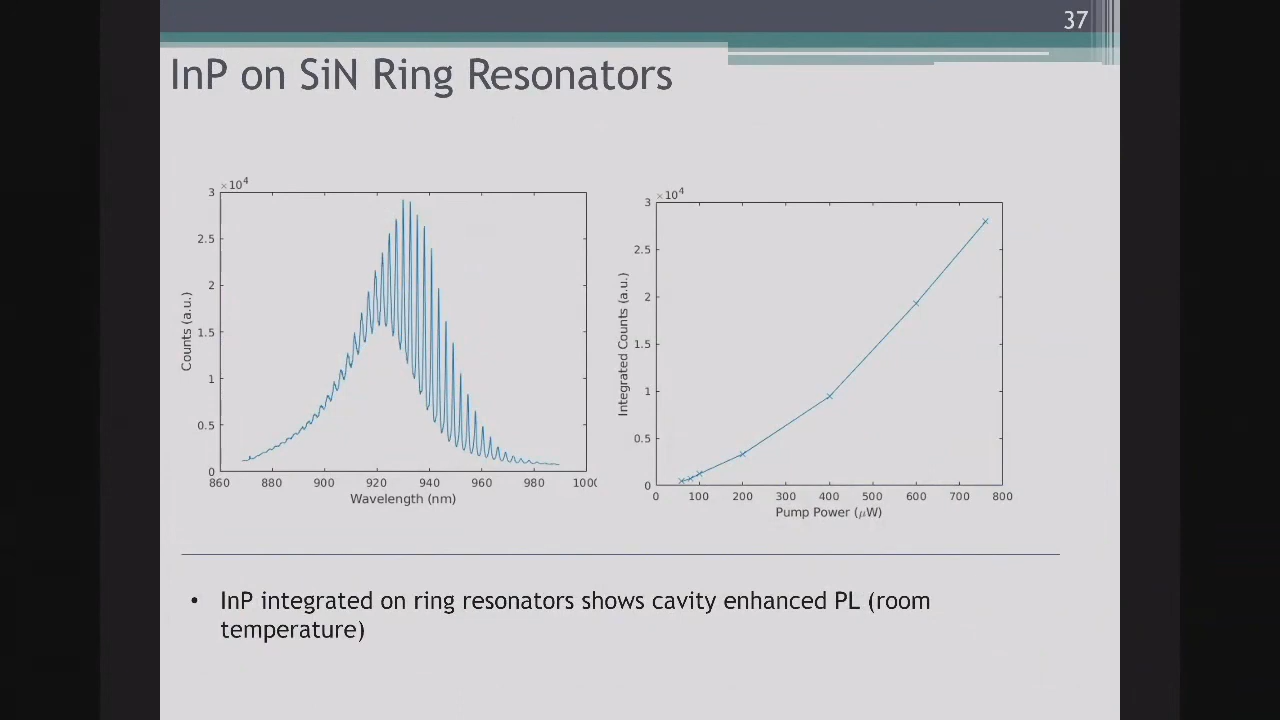 37
InP on SiN Ring Resonators
×10⁴
3
2.5
2
1.5
1
0.5
0
860 880 900 920 940 960 980 1000
Counts (a.u.)
Wavelength (nm)
×10⁴
3
2.5
2
1.5
1
0.5
0
0 100 200 300 400 500 600 700 800
Integrated Counts (a.u.)
Pump Power (μW)
• InP integrated on ring resonators shows cavity enhanced PL (room
temperature)